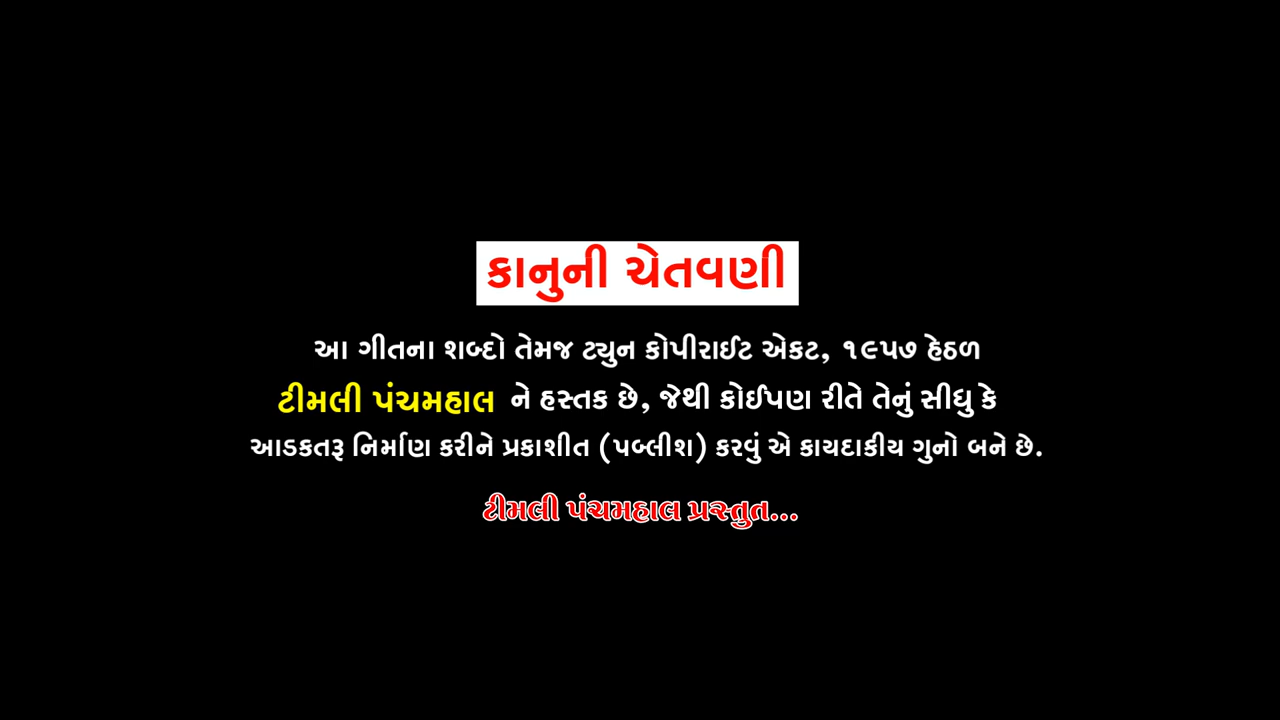 કાનુની ચેતવણી
આ ગીતના શબ્દો તેમજ ટ્યુન કોપીરાઈટ એકટ, ૧૯૫૭ હેઠળ
ટીમલી પંચમહાલ ને હસ્તક છે, જેથી કોઈપણ રીતે તેનું સીધુ કે
આડકતરૂ નિર્માણ કરીને પ્રકાશીત (પબ્લીશ) કરવું એ કાયદાકીય ગુનો બને છે.
ટીમલી પંચમહાલ પ્રસ્તુત...